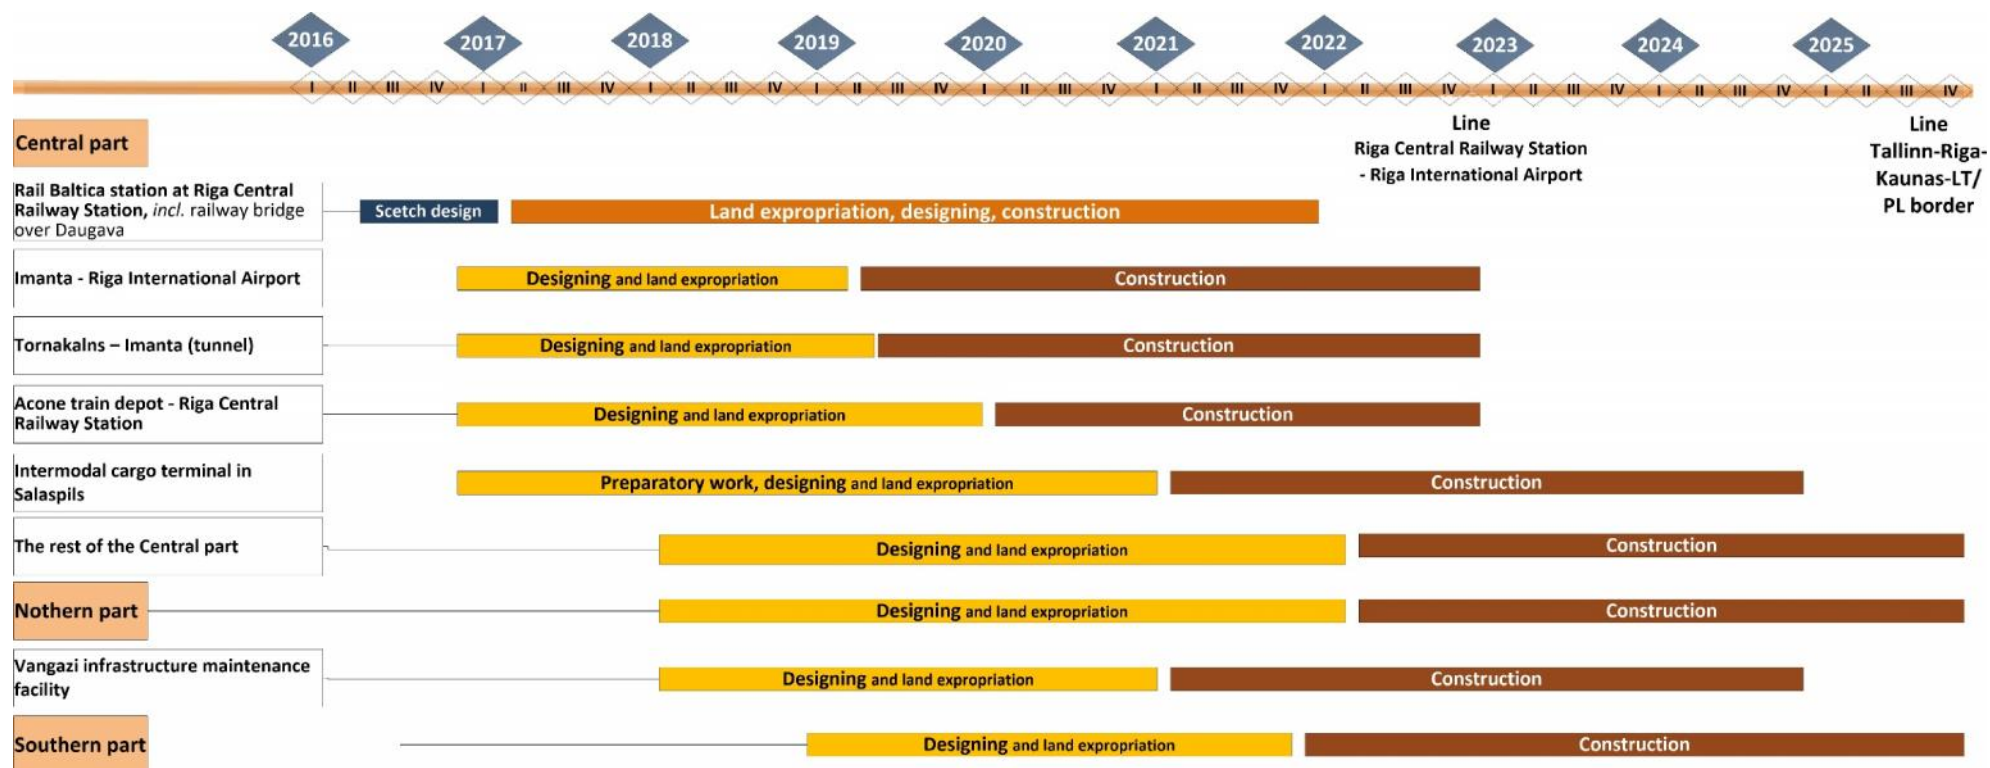 2016 2017 2018 2019 2020 2021 2022 2023 2024 2025
I II III IV I II III IV I II III IV I II III IV I II III IV I II III IV I II III IV I II III IV I II III IV I II III IV
Line
Riga Central Railway Station
- Riga International Airport
Line
Tallinn-Riga-
Kaunas-LT/
PL border
Central part
Rail Baltica station at Riga Central
Railway Station, incl. railway bridge
over Daugava
Scetch design
Land expropriation, designing, construction
Imanta - Riga International Airport
Designing and land expropriation
Construction
Tornakalns – Imanta (tunnel)
Designing and land expropriation
Construction
Acone train depot - Riga Central
Railway Station
Designing and land expropriation
Construction
Intermodal cargo terminal in
Salaspils
Preparatory work, designing and land expropriation
Construction
The rest of the Central part
Designing and land expropriation
Construction
Nothern part
Designing and land expropriation
Construction
Vangazi infrastructure maintenance
facility
Designing and land expropriation
Construction
Southern part
Designing and land expropriation
Construction